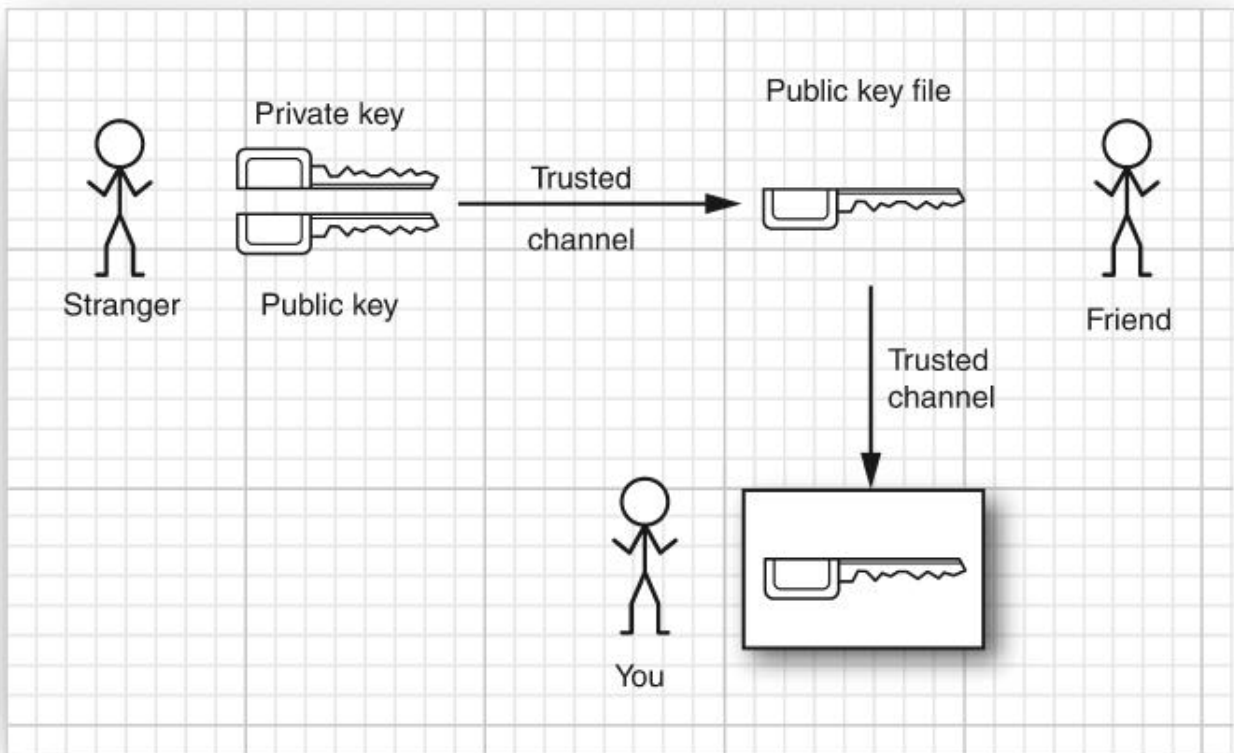 Private key
Public key file
Trusted
channel
Stranger
Public key
Friend
Trusted
channel
You